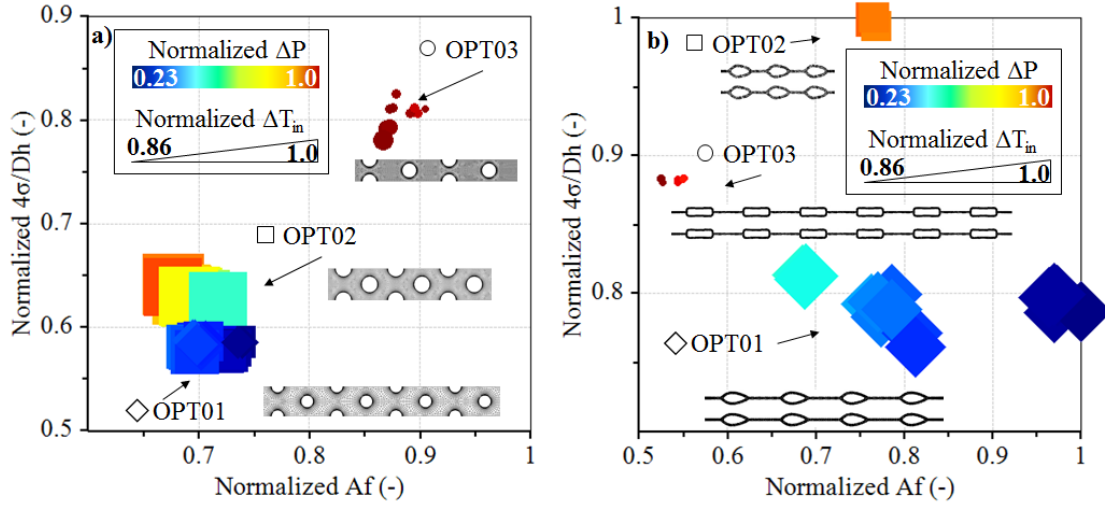 a)
Normalized ΔP
0.23 1.0
Normalized ΔT_in
0.86 1.0
OPT03
OPT02
OPT01
0.9
0.8
0.7
0.6
0.5
Normalized 4σ/Dh (-)
0.7 0.8 0.9 1
Normalized Af (-)
b)
OPT02
Normalized ΔP
0.23 1.0
Normalized ΔT_in
0.86 1.0
OPT03
OPT01
1
0.9
0.8
Normalized 4σ/Dh (-)
0.5 0.6 0.7 0.8 0.9 1
Normalized Af (-)